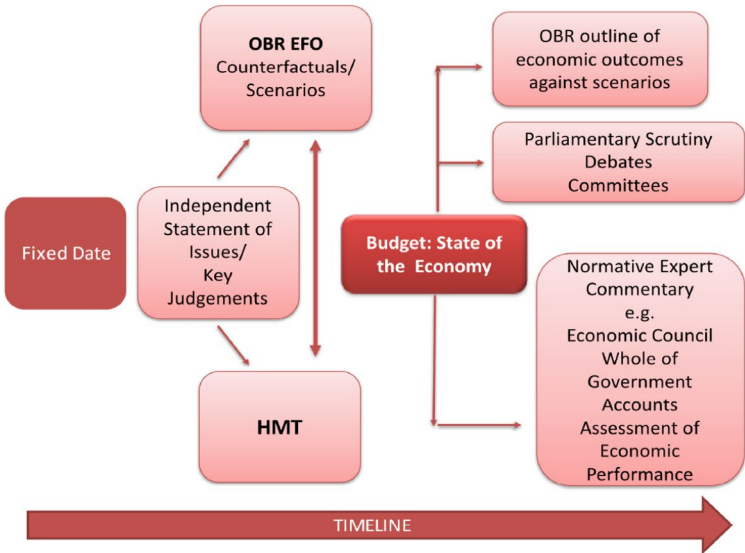 OBR EFO
Counterfactuals/
Scenarios
Fixed Date
Independent
Statement of
Issues/
Key
Judgements
HMT
Budget: State of
the Economy
OBR outline of
economic outcomes
against scenarios
Parliamentary Scrutiny
Debates
Committees
Normative Expert
Commentary
e.g.
Economic Council
Whole of
Government
Accounts
Assessment of
Economic
Performance
TIMELINE